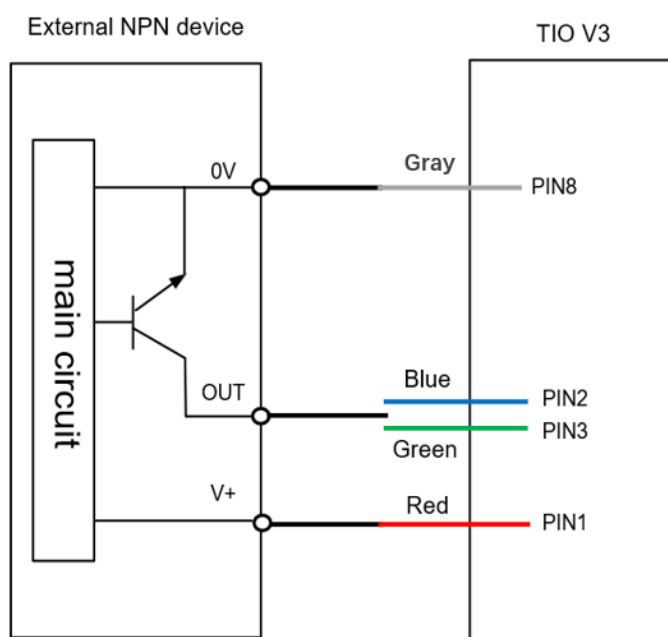 External NPN device
TIO V3
0V
Gray
PIN8
main circuit
OUT
Blue
PIN2
PIN3
Green
V+
Red
PIN1